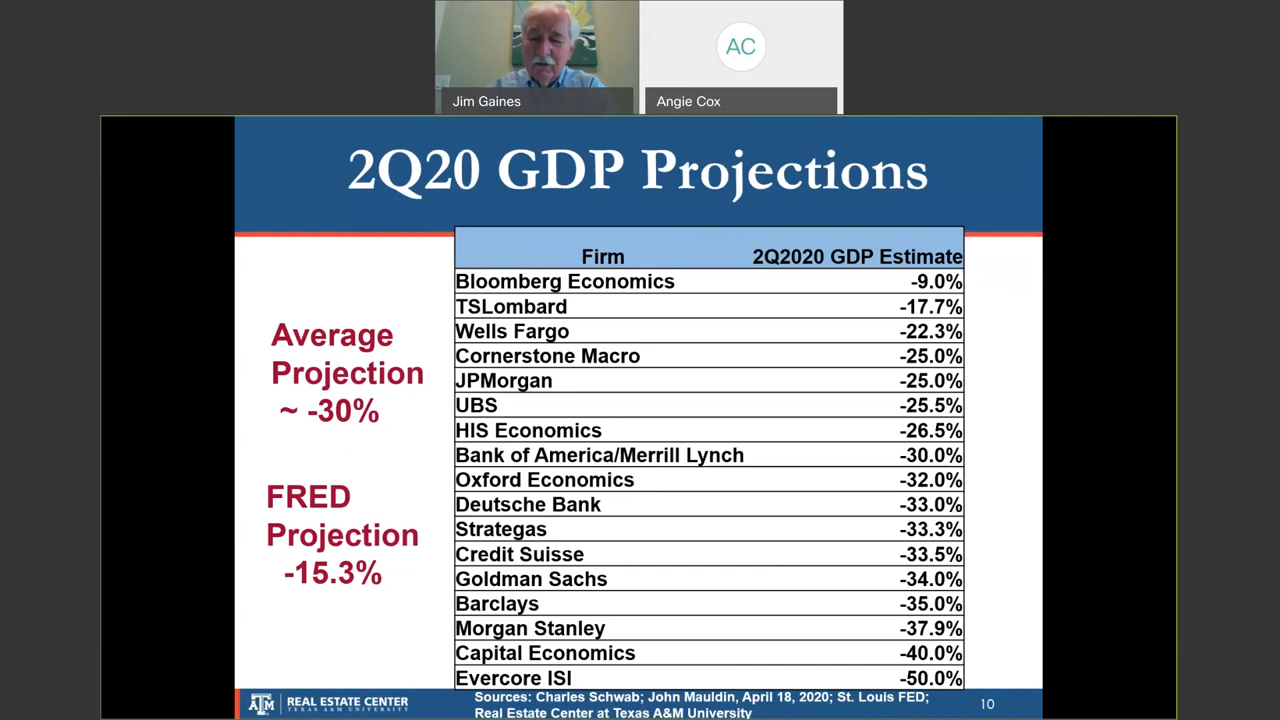 Jim Gaines
AC
Angie Cox
2Q20 GDP Projections
Firm 2Q2020 GDP Estimate
Bloomberg Economics -9.0%
TSLombard -17.7%
Wells Fargo -22.3%
Cornerstone Macro -25.0%
JPMorgan -25.0%
UBS -25.5%
HIS Economics -26.5%
Bank of America/Merrill Lynch -30.0%
Oxford Economics -32.0%
Deutsche Bank -33.0%
Strategas -33.3%
Credit Suisse -33.5%
Goldman Sachs -34.0%
Barclays -35.0%
Morgan Stanley -37.9%
Capital Economics -40.0%
Evercore ISI -50.0%
Average
Projection
~ -30%
FRED
Projection
-15.3%
ATM
REAL ESTATE CENTER
TEXAS A&M UNIVERSITY
Sources: Charles Schwab; John Mauldin, April 18, 2020; St. Louis FED;
Real Estate Center at Texas A&M University
10